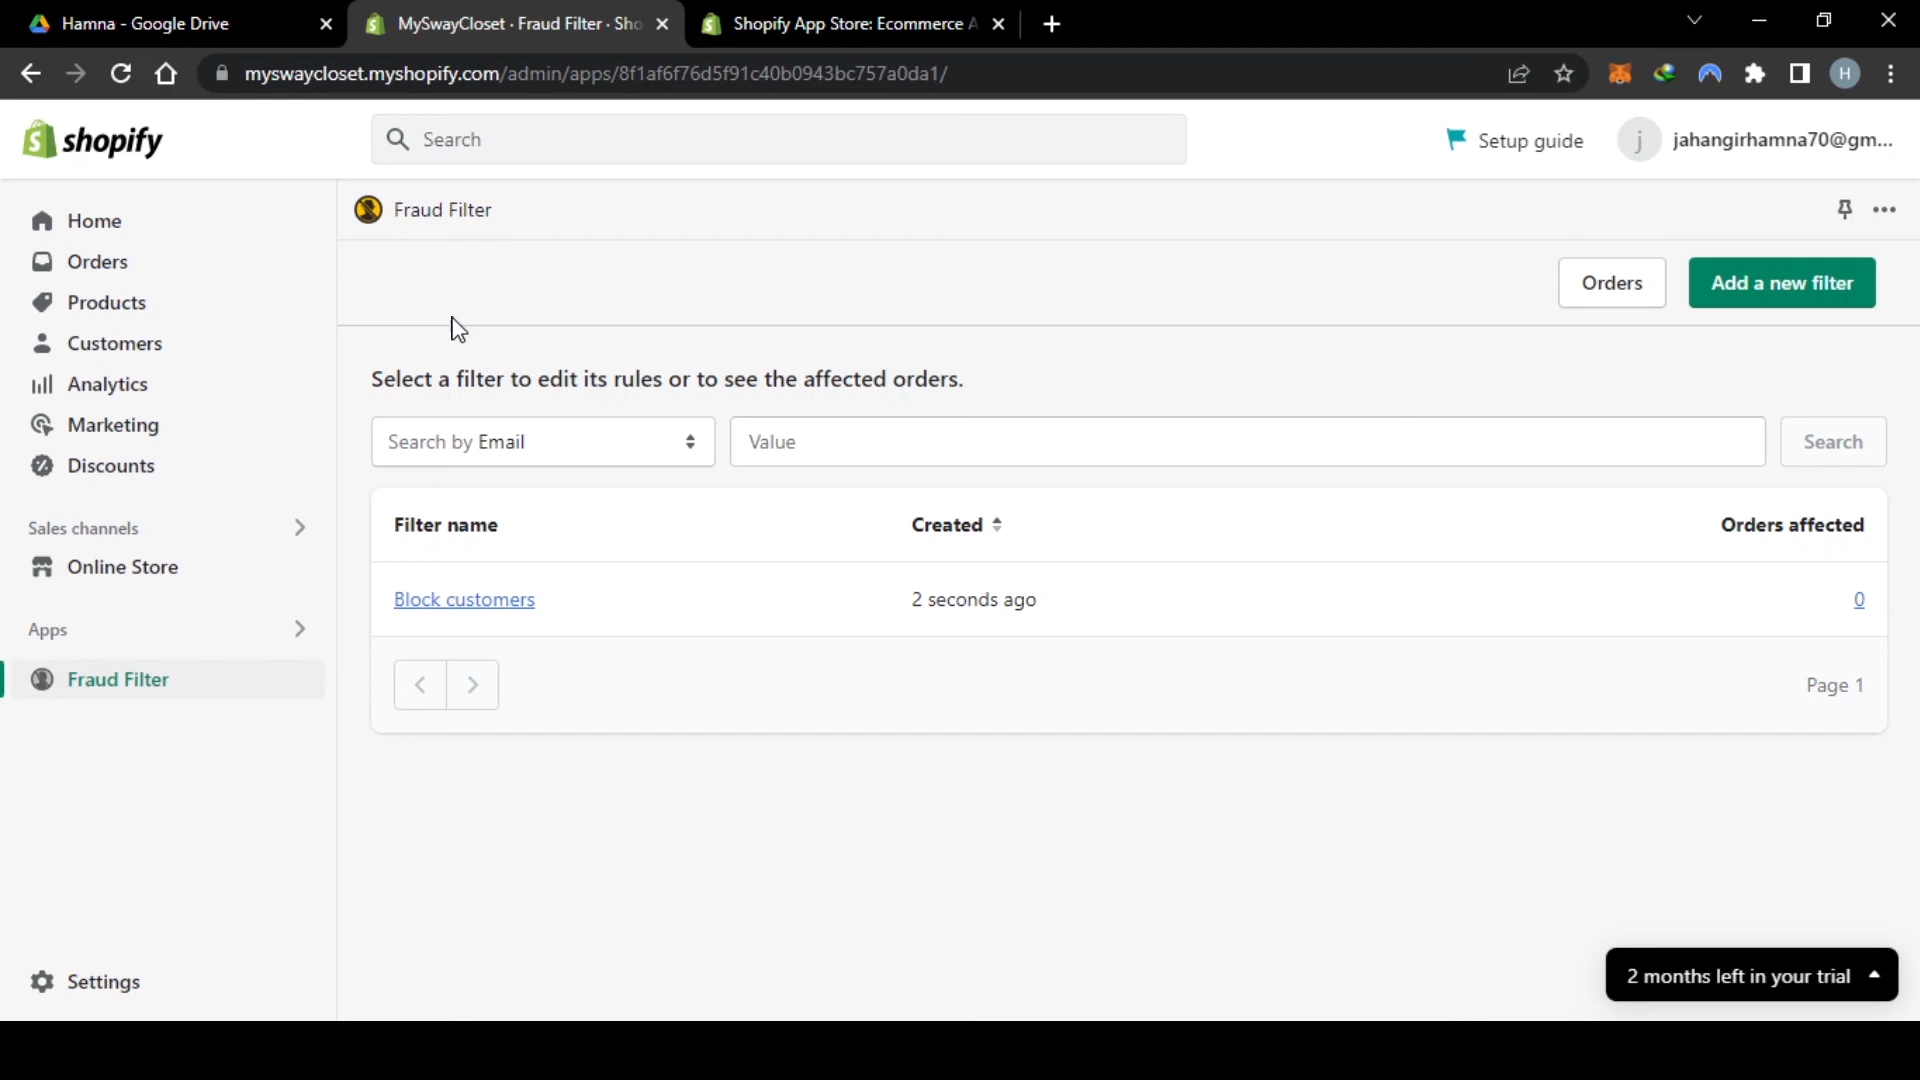 Hamna - Google Drive
MySwayCloset · Fraud Filter · Sho
Shopify App Store: Ecommerce A
myswaycloset.myshopify.com/admin/apps/8f1af6f76d5f91c40b0943bc757a0da1/
H
shopify
Search
Setup guide
j
jahangirhamna70@gm...
Home
Orders
Products
Customers
Analytics
Marketing
Discounts
Sales channels
Online Store
Apps
Fraud Filter
Settings
Fraud Filter
Orders
Add a new filter
Select a filter to edit its rules or to see the affected orders.
Search by Email
Value
Search
Filter name
Created
Orders affected
Block customers
2 seconds ago
0
Page 1
2 months left in your trial